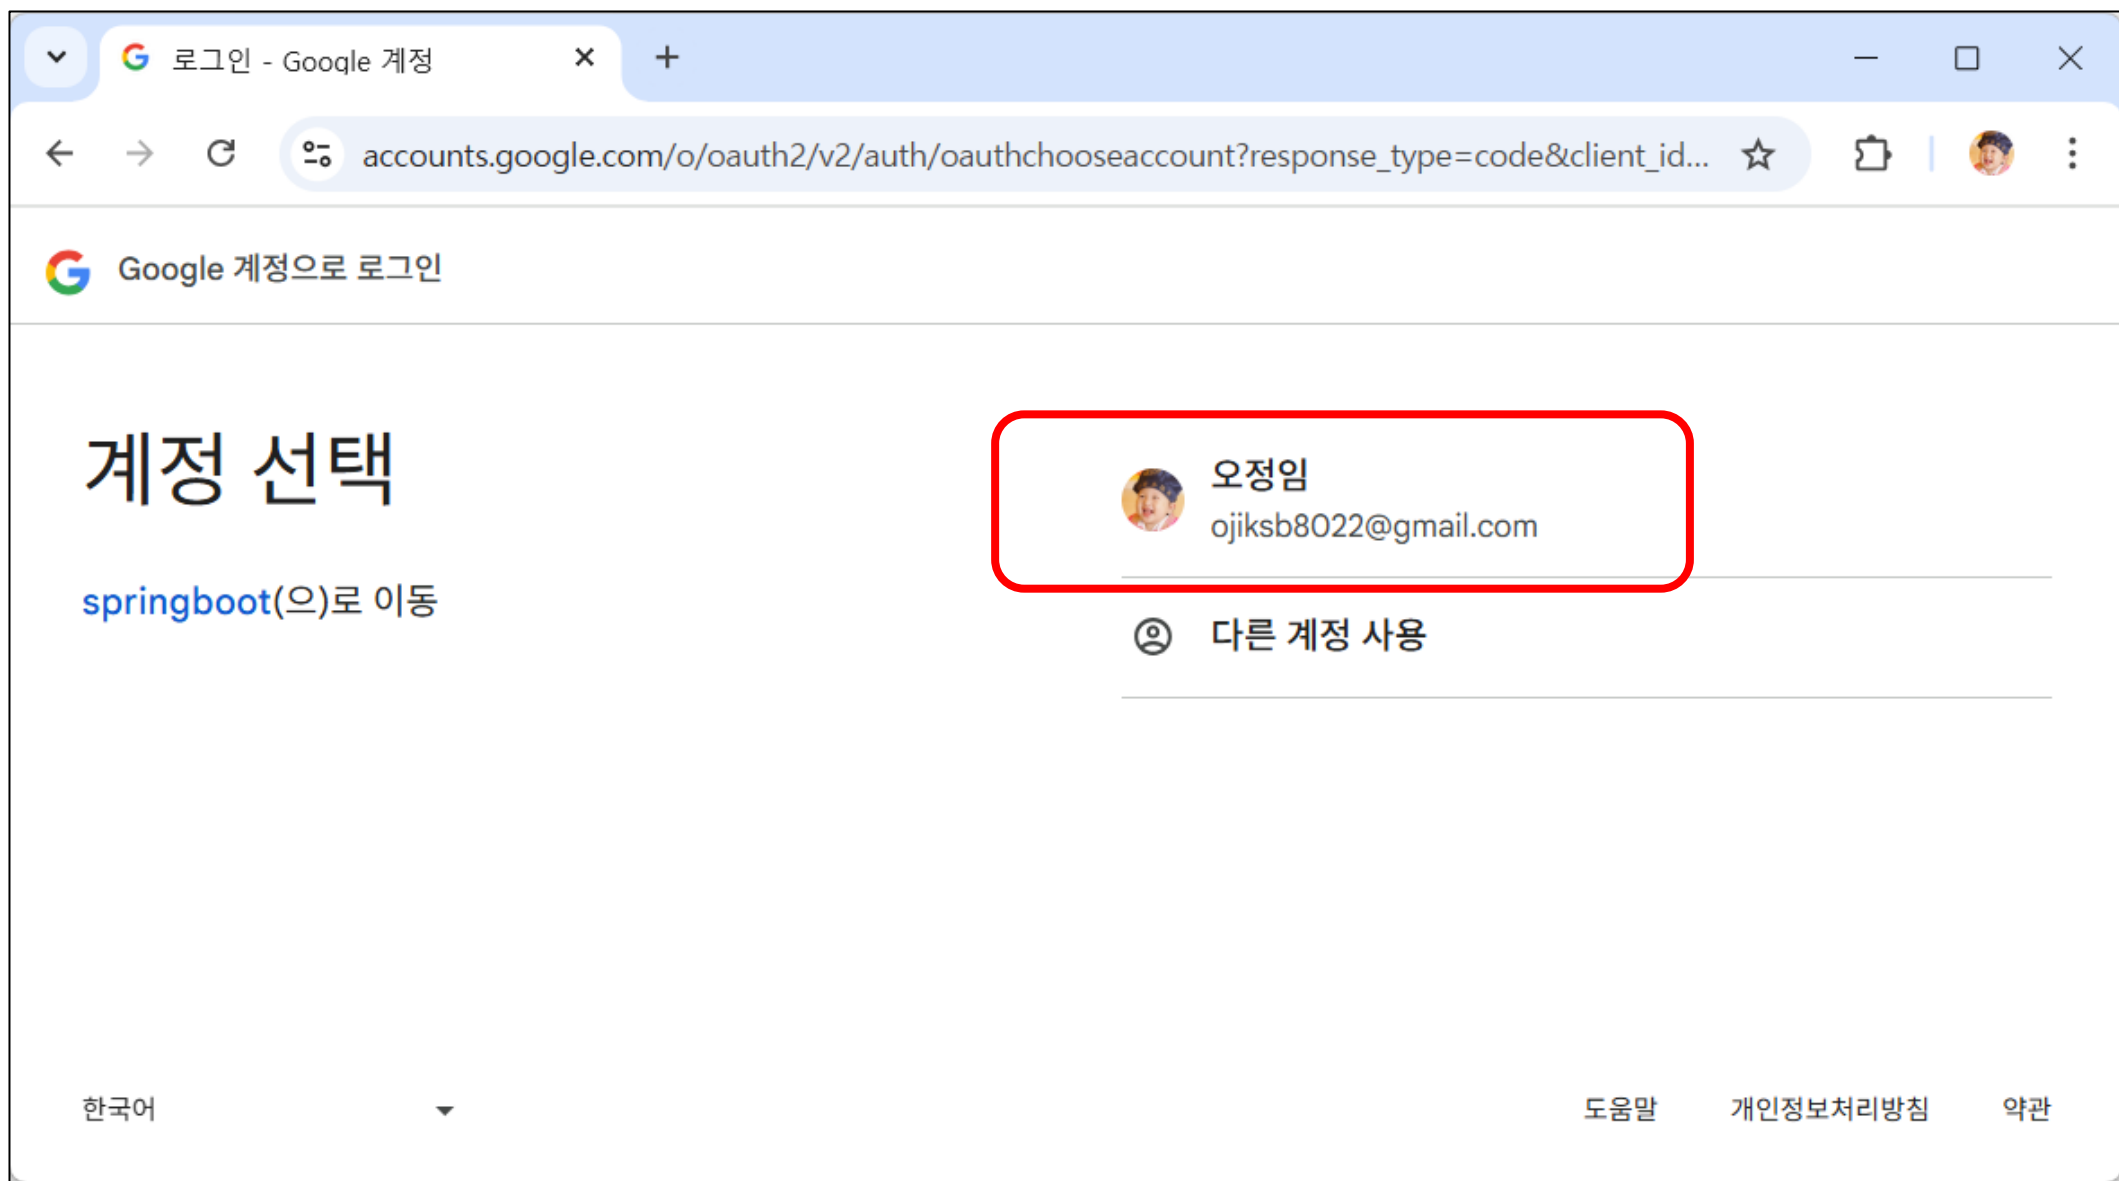 로그인 - Google 계정
accounts.google.com/o/oauth2/v2/auth/oauthchooseaccount?response_type=code&client_id...
Google 계정으로 로그인
계정 선택
springboot(으)로 이동
오정임
ojiksb8022@gmail.com
다른 계정 사용
한국어
도움말 개인정보처리방침 약관